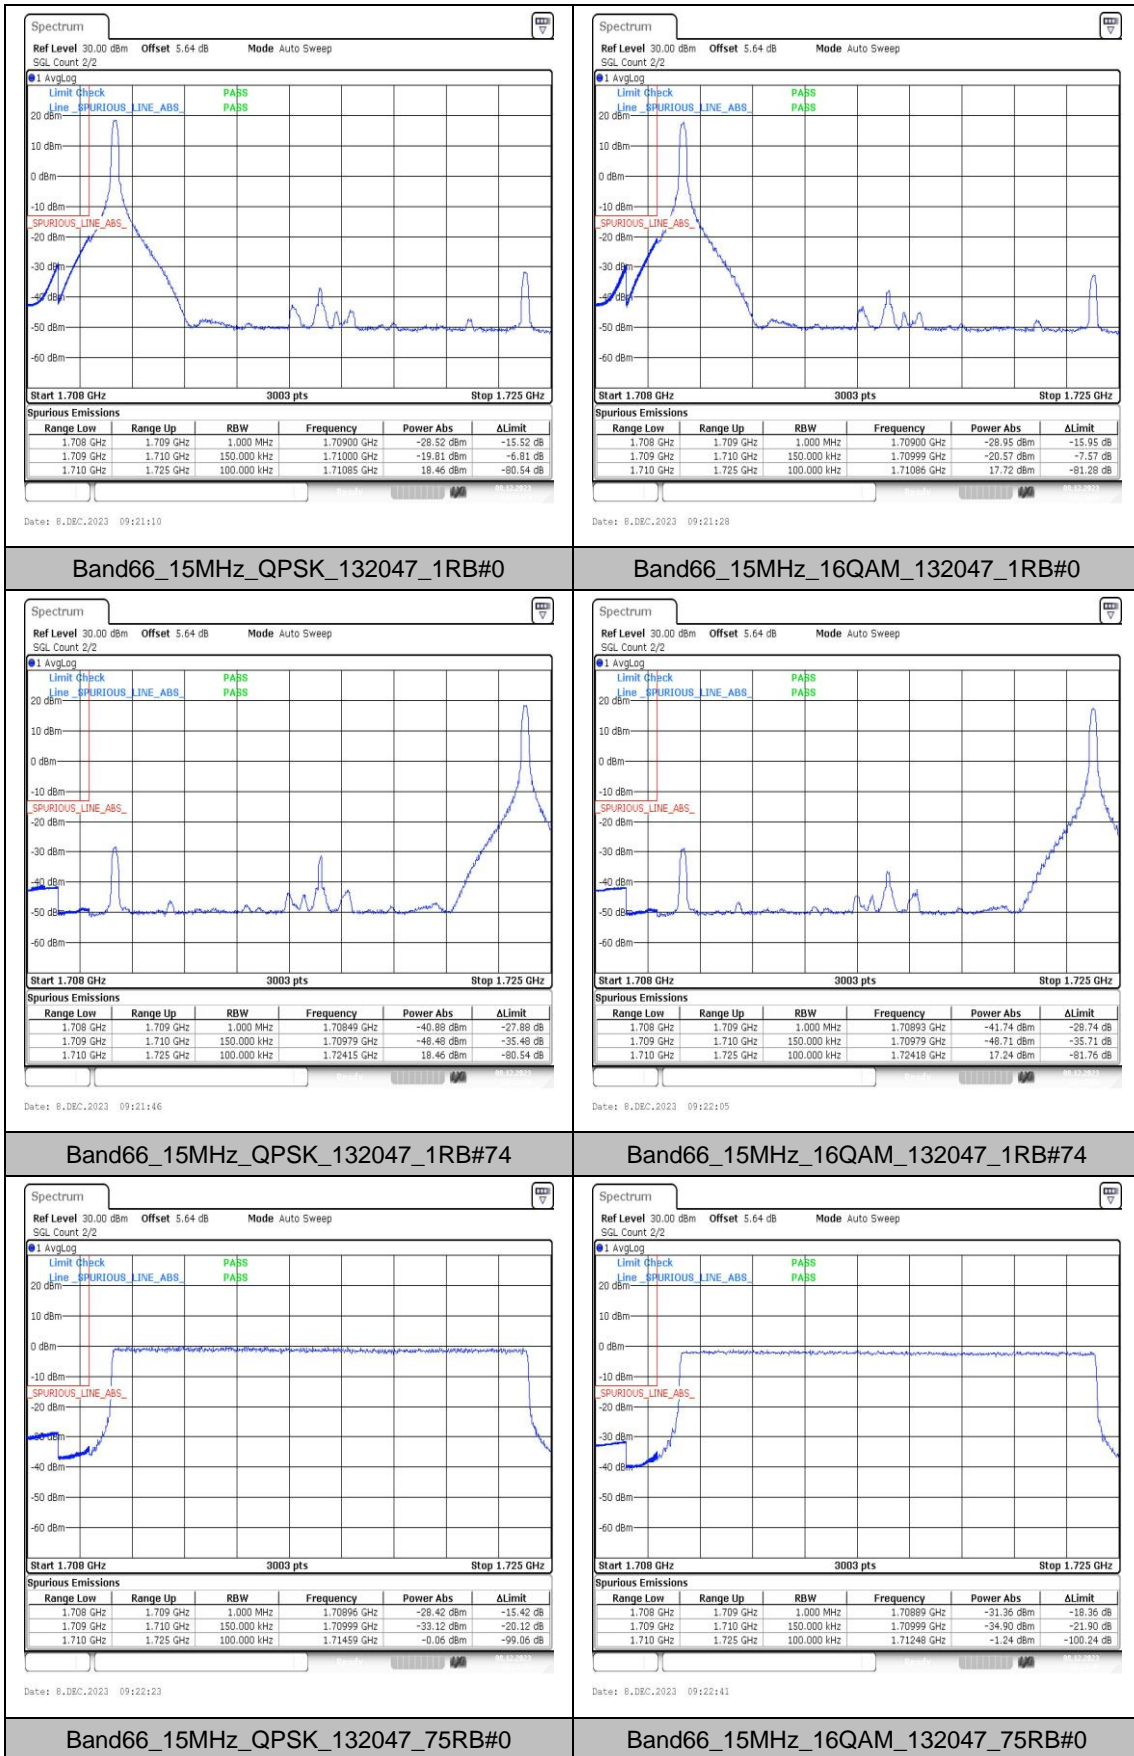 Spectrum
Ref Level 30.00 dBm Offset 5.64 dB Mode Auto Sweep
SGL Count 2/2
1 AvgLog
Limit Check PASS
Line _SPURIOUS_LINE_ABS_ PASS
20 dBm
10 dBm
0 dBm
-10 dBm
_SPURIOUS_LINE_ABS_
-20 dBm
-30 dBm
-40 dBm
-50 dBm
-60 dBm
Start 1.708 GHz 3003 pts Stop 1.725 GHz
Spurious Emissions
Range Low Range Up RBW Frequency Power Abs ΔLimit
1.708 GHz 1.709 GHz 1.000 MHz 1.70900 GHz -28.52 dBm -15.52 dB
1.709 GHz 1.710 GHz 150.000 kHz 1.71000 GHz -19.81 dBm -6.81 dB
1.710 GHz 1.725 GHz 100.000 kHz 1.71085 GHz 18.46 dBm -80.54 dB
Date: 8.DEC.2023 09:21:10
Spectrum
Ref Level 30.00 dBm Offset 5.64 dB Mode Auto Sweep
SGL Count 2/2
1 AvgLog
Limit Check PASS
Line _SPURIOUS_LINE_ABS_ PASS
20 dBm
10 dBm
0 dBm
-10 dBm
_SPURIOUS_LINE_ABS_
-20 dBm
-30 dBm
-40 dBm
-50 dBm
-60 dBm
Start 1.708 GHz 3003 pts Stop 1.725 GHz
Spurious Emissions
Range Low Range Up RBW Frequency Power Abs ΔLimit
1.708 GHz 1.709 GHz 1.000 MHz 1.70900 GHz -28.95 dBm -15.95 dB
1.709 GHz 1.710 GHz 150.000 kHz 1.70999 GHz -20.57 dBm -7.57 dB
1.710 GHz 1.725 GHz 100.000 kHz 1.71086 GHz 17.72 dBm -81.28 dB
Date: 8.DEC.2023 09:21:28
Band66_15MHz_QPSK_132047_1RB#0
Band66_15MHz_16QAM_132047_1RB#0
Spectrum
Ref Level 30.00 dBm Offset 5.64 dB Mode Auto Sweep
SGL Count 2/2
1 AvgLog
Limit Check PASS
Line _SPURIOUS_LINE_ABS_ PASS
20 dBm
10 dBm
0 dBm
-10 dBm
_SPURIOUS_LINE_ABS_
-20 dBm
-30 dBm
-40 dBm
-50 dBm
-60 dBm
Start 1.708 GHz 3003 pts Stop 1.725 GHz
Spurious Emissions
Range Low Range Up RBW Frequency Power Abs ΔLimit
1.708 GHz 1.709 GHz 1.000 MHz 1.70849 GHz -40.88 dBm -27.88 dB
1.709 GHz 1.710 GHz 150.000 kHz 1.70979 GHz -48.48 dBm -35.48 dB
1.710 GHz 1.725 GHz 100.000 kHz 1.72415 GHz 18.46 dBm -80.54 dB
Date: 8.DEC.2023 09:21:46
Spectrum
Ref Level 30.00 dBm Offset 5.64 dB Mode Auto Sweep
SGL Count 2/2
1 AvgLog
Limit Check PASS
Line _SPURIOUS_LINE_ABS_ PASS
20 dBm
10 dBm
0 dBm
-10 dBm
_SPURIOUS_LINE_ABS_
-20 dBm
-30 dBm
-40 dBm
-50 dBm
-60 dBm
Start 1.708 GHz 3003 pts Stop 1.725 GHz
Spurious Emissions
Range Low Range Up RBW Frequency Power Abs ΔLimit
1.708 GHz 1.709 GHz 1.000 MHz 1.70893 GHz -41.74 dBm -28.74 dB
1.709 GHz 1.710 GHz 150.000 kHz 1.70979 GHz -48.71 dBm -35.71 dB
1.710 GHz 1.725 GHz 100.000 kHz 1.72418 GHz 17.24 dBm -81.76 dB
Date: 8.DEC.2023 09:22:05
Band66_15MHz_QPSK_132047_1RB#74
Band66_15MHz_16QAM_132047_1RB#74
Spectrum
Ref Level 30.00 dBm Offset 5.64 dB Mode Auto Sweep
SGL Count 2/2
1 AvgLog
Limit Check PASS
Line _SPURIOUS_LINE_ABS_ PASS
20 dBm
10 dBm
0 dBm
-10 dBm
_SPURIOUS_LINE_ABS_
-20 dBm
-30 dBm
-40 dBm
-50 dBm
-60 dBm
Start 1.708 GHz 3003 pts Stop 1.725 GHz
Spurious Emissions
Range Low Range Up RBW Frequency Power Abs ΔLimit
1.708 GHz 1.709 GHz 1.000 MHz 1.70896 GHz -28.42 dBm -15.42 dB
1.709 GHz 1.710 GHz 150.000 kHz 1.70999 GHz -33.12 dBm -20.12 dB
1.710 GHz 1.725 GHz 100.000 kHz 1.71459 GHz -0.06 dBm -99.06 dB
Date: 8.DEC.2023 09:22:23
Spectrum
Ref Level 30.00 dBm Offset 5.64 dB Mode Auto Sweep
SGL Count 2/2
1 AvgLog
Limit Check PASS
Line _SPURIOUS_LINE_ABS_ PASS
20 dBm
10 dBm
0 dBm
-10 dBm
_SPURIOUS_LINE_ABS_
-20 dBm
-30 dBm
-40 dBm
-50 dBm
-60 dBm
Start 1.708 GHz 3003 pts Stop 1.725 GHz
Spurious Emissions
Range Low Range Up RBW Frequency Power Abs ΔLimit
1.708 GHz 1.709 GHz 1.000 MHz 1.70889 GHz -31.36 dBm -18.36 dB
1.709 GHz 1.710 GHz 150.000 kHz 1.70999 GHz -34.90 dBm -21.90 dB
1.710 GHz 1.725 GHz 100.000 kHz 1.71248 GHz -1.24 dBm -100.24 dB
Date: 8.DEC.2023 09:22:41
Band66_15MHz_QPSK_132047_75RB#0
Band66_15MHz_16QAM_132047_75RB#0